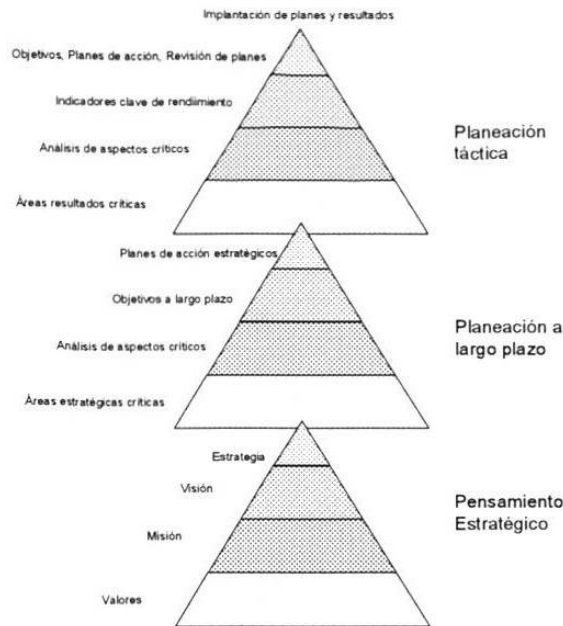 Implantación de planes y resultados
Objetivos, Planes de acción, Revisión de planes
Indicadores clave de rendiimiento
Análisis de aspectos críticos
Áreas resultados críticas
Planeación
táctica
Planes de acción estratégicos
Objetivos a largo plazo
Análisis de aspectos críticos
Áreas estratégicas críticas
Planeación a
largo plazo
Estrategia
Visión
Misión
Valores
Pensamiento
Estratégico